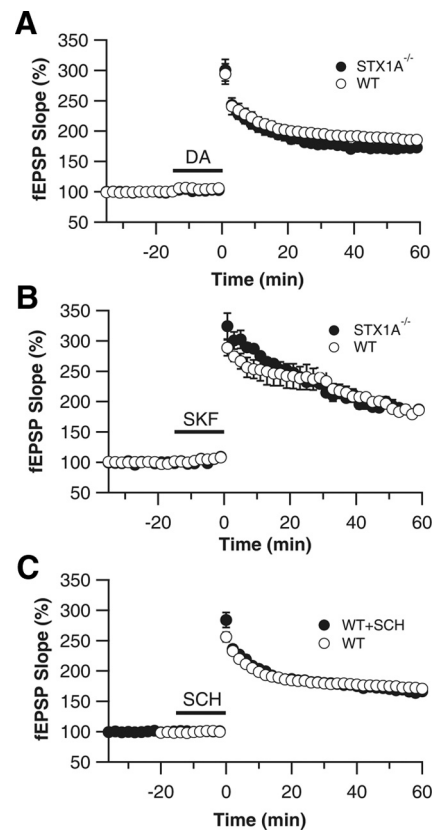 A
350
300
250
200
150
100
50
fEPSP Slope (%)
STX1A-/-
WT
DA
-20 0 20 40 60
Time (min)
B
350
300
250
200
150
100
50
fEPSP Slope (%)
STX1A-/-
WT
SKF
-20 0 20 40 60
Time (min)
C
350
300
250
200
150
100
50
fEPSP Slope (%)
WT+SCH
WT
SCH
-20 0 20 40 60
Time (min)